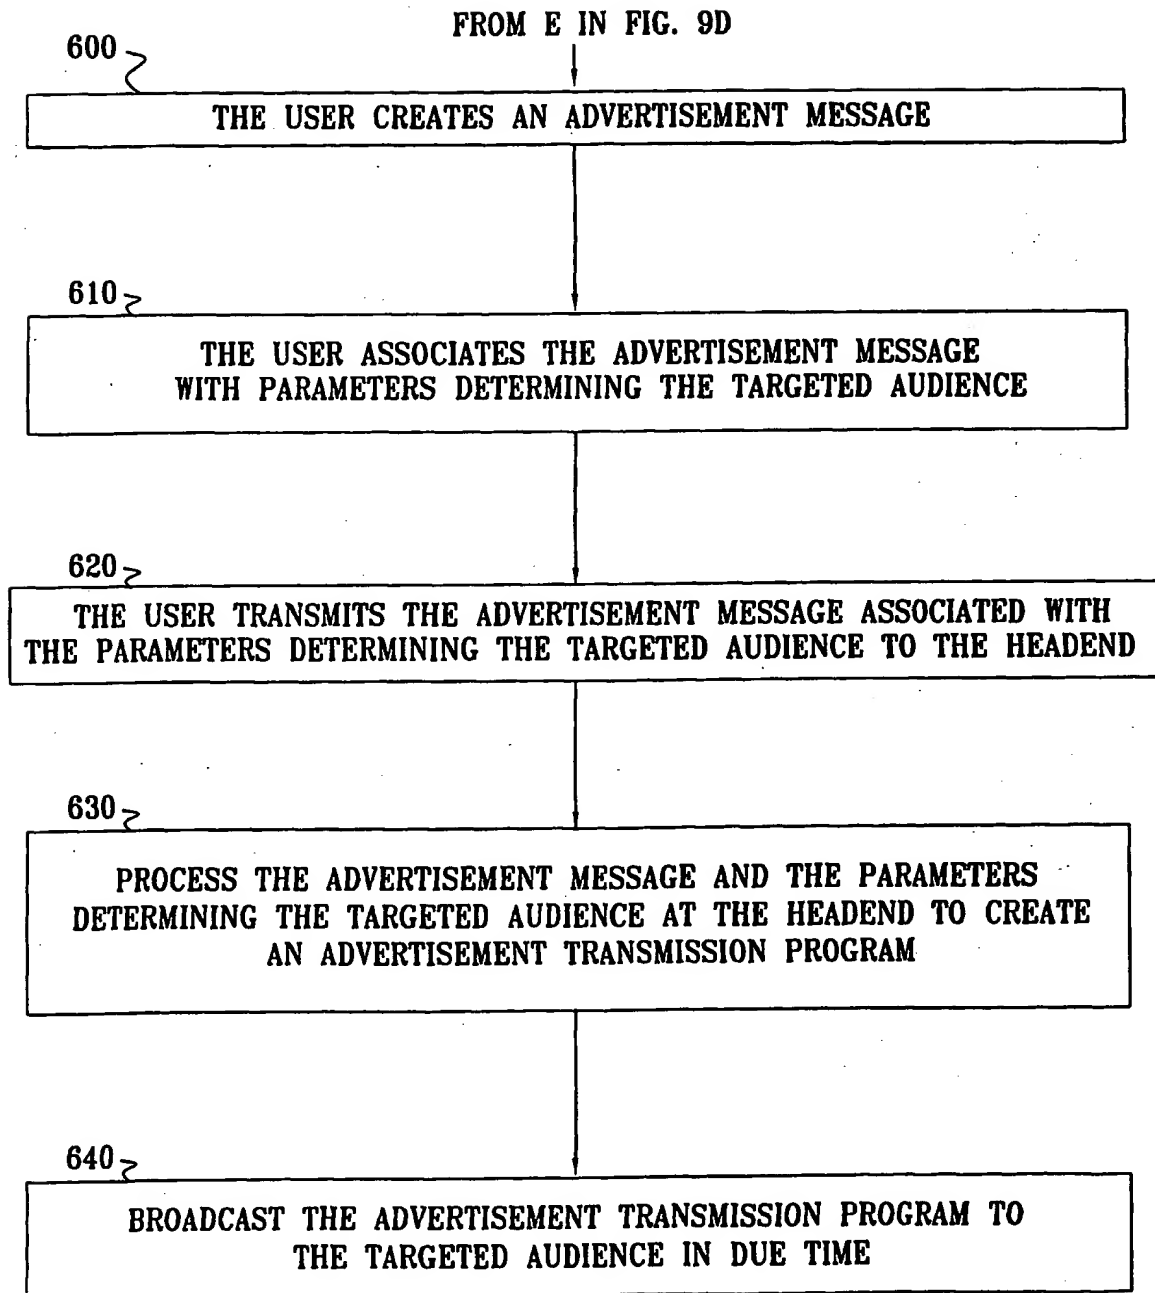 FROM E IN FIG. 9D
600
THE USER CREATES AN ADVERTISEMENT MESSAGE
610
THE USER ASSOCIATES THE ADVERTISEMENT MESSAGE
WITH PARAMETERS DETERMINING THE TARGETED AUDIENCE
620
THE USER TRANSMITS THE ADVERTISEMENT MESSAGE ASSOCIATED WITH
THE PARAMETERS DETERMINING THE TARGETED AUDIENCE TO THE HEADEND
630
PROCESS THE ADVERTISEMENT MESSAGE AND THE PARAMETERS
DETERMINING THE TARGETED AUDIENCE AT THE HEADEND TO CREATE
AN ADVERTISEMENT TRANSMISSION PROGRAM
640
BROADCAST THE ADVERTISEMENT TRANSMISSION PROGRAM TO
THE TARGETED AUDIENCE IN DUE TIME